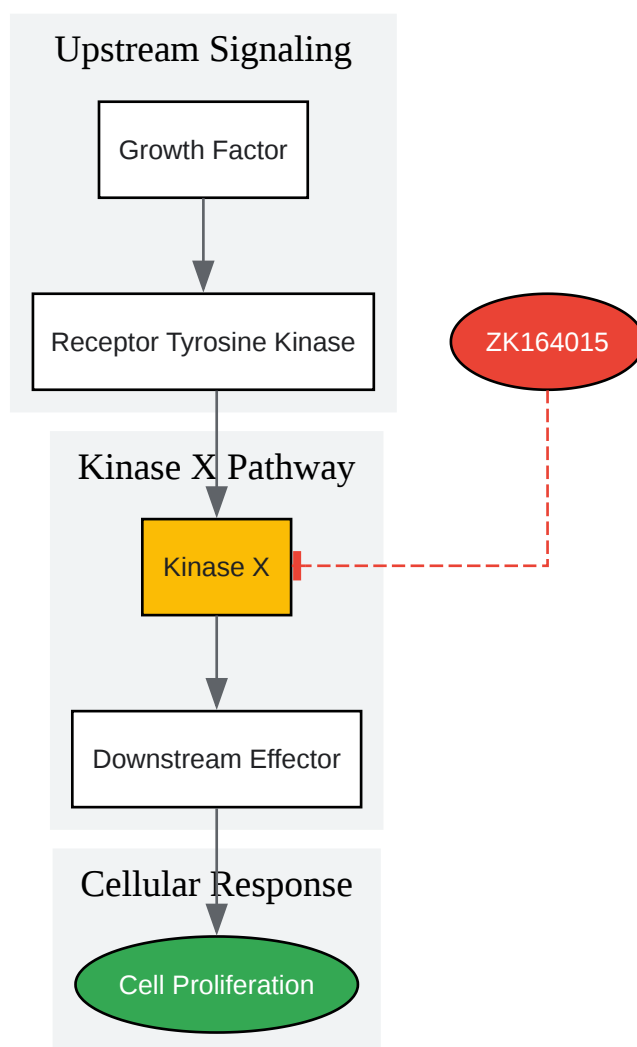 Upstream Signaling
Growth Factor
Receptor Tyrosine Kinase
ZK164015
Kinase X Pathway
Kinase X
Downstream Effector
Cellular Response
Cell Proliferation